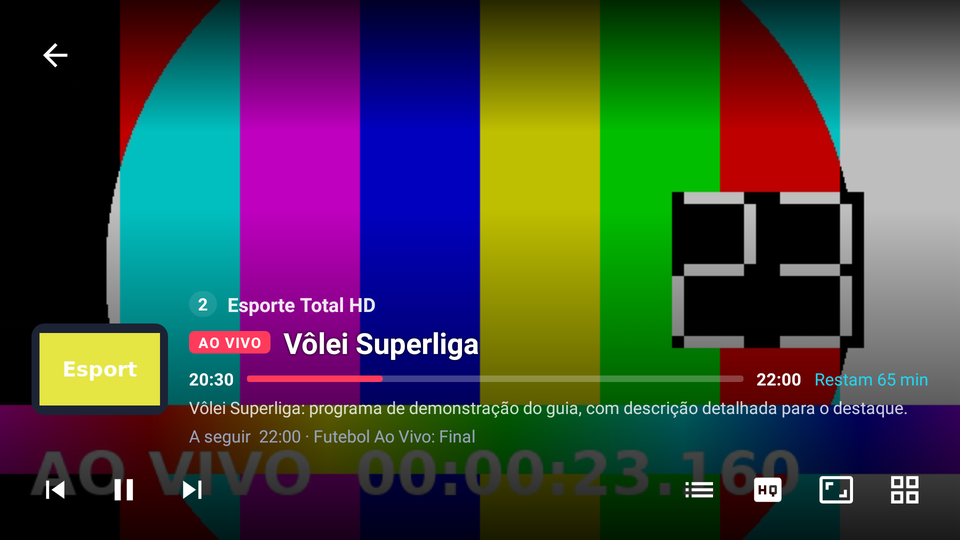 23
2 Esporte Total HD
Esport
AO VIVO Vôlei Superliga
20:30 22:00 Restam 65 min
Vôlei Superliga: programa de demonstração do guia, com descrição detalhada para o destaque.
A seguir 22:00 · Futebol Ao Vivo: Final
AO VIVO 00:00:23.160
HQ